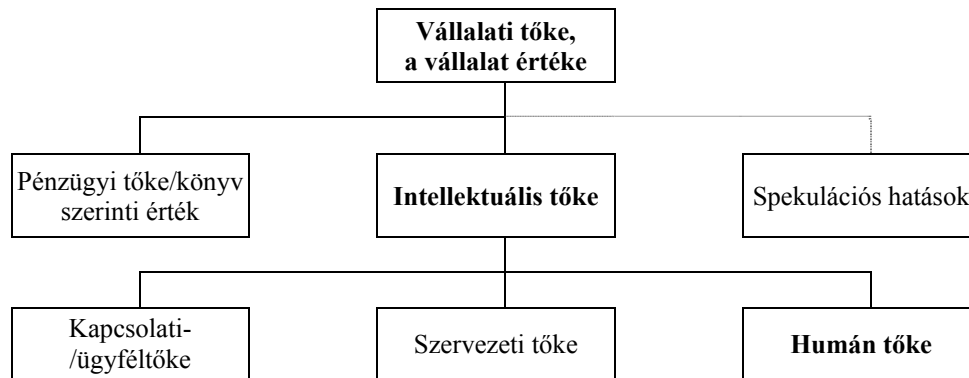 Vállalati tőke,
a vállalat értéke
Pénzügyi tőke/könyv
szerinti érték
Intellektuális tőke
Spekulációs hatások
Kapcsolati-
/ügyféltőke
Szervezeti tőke
Humán tőke